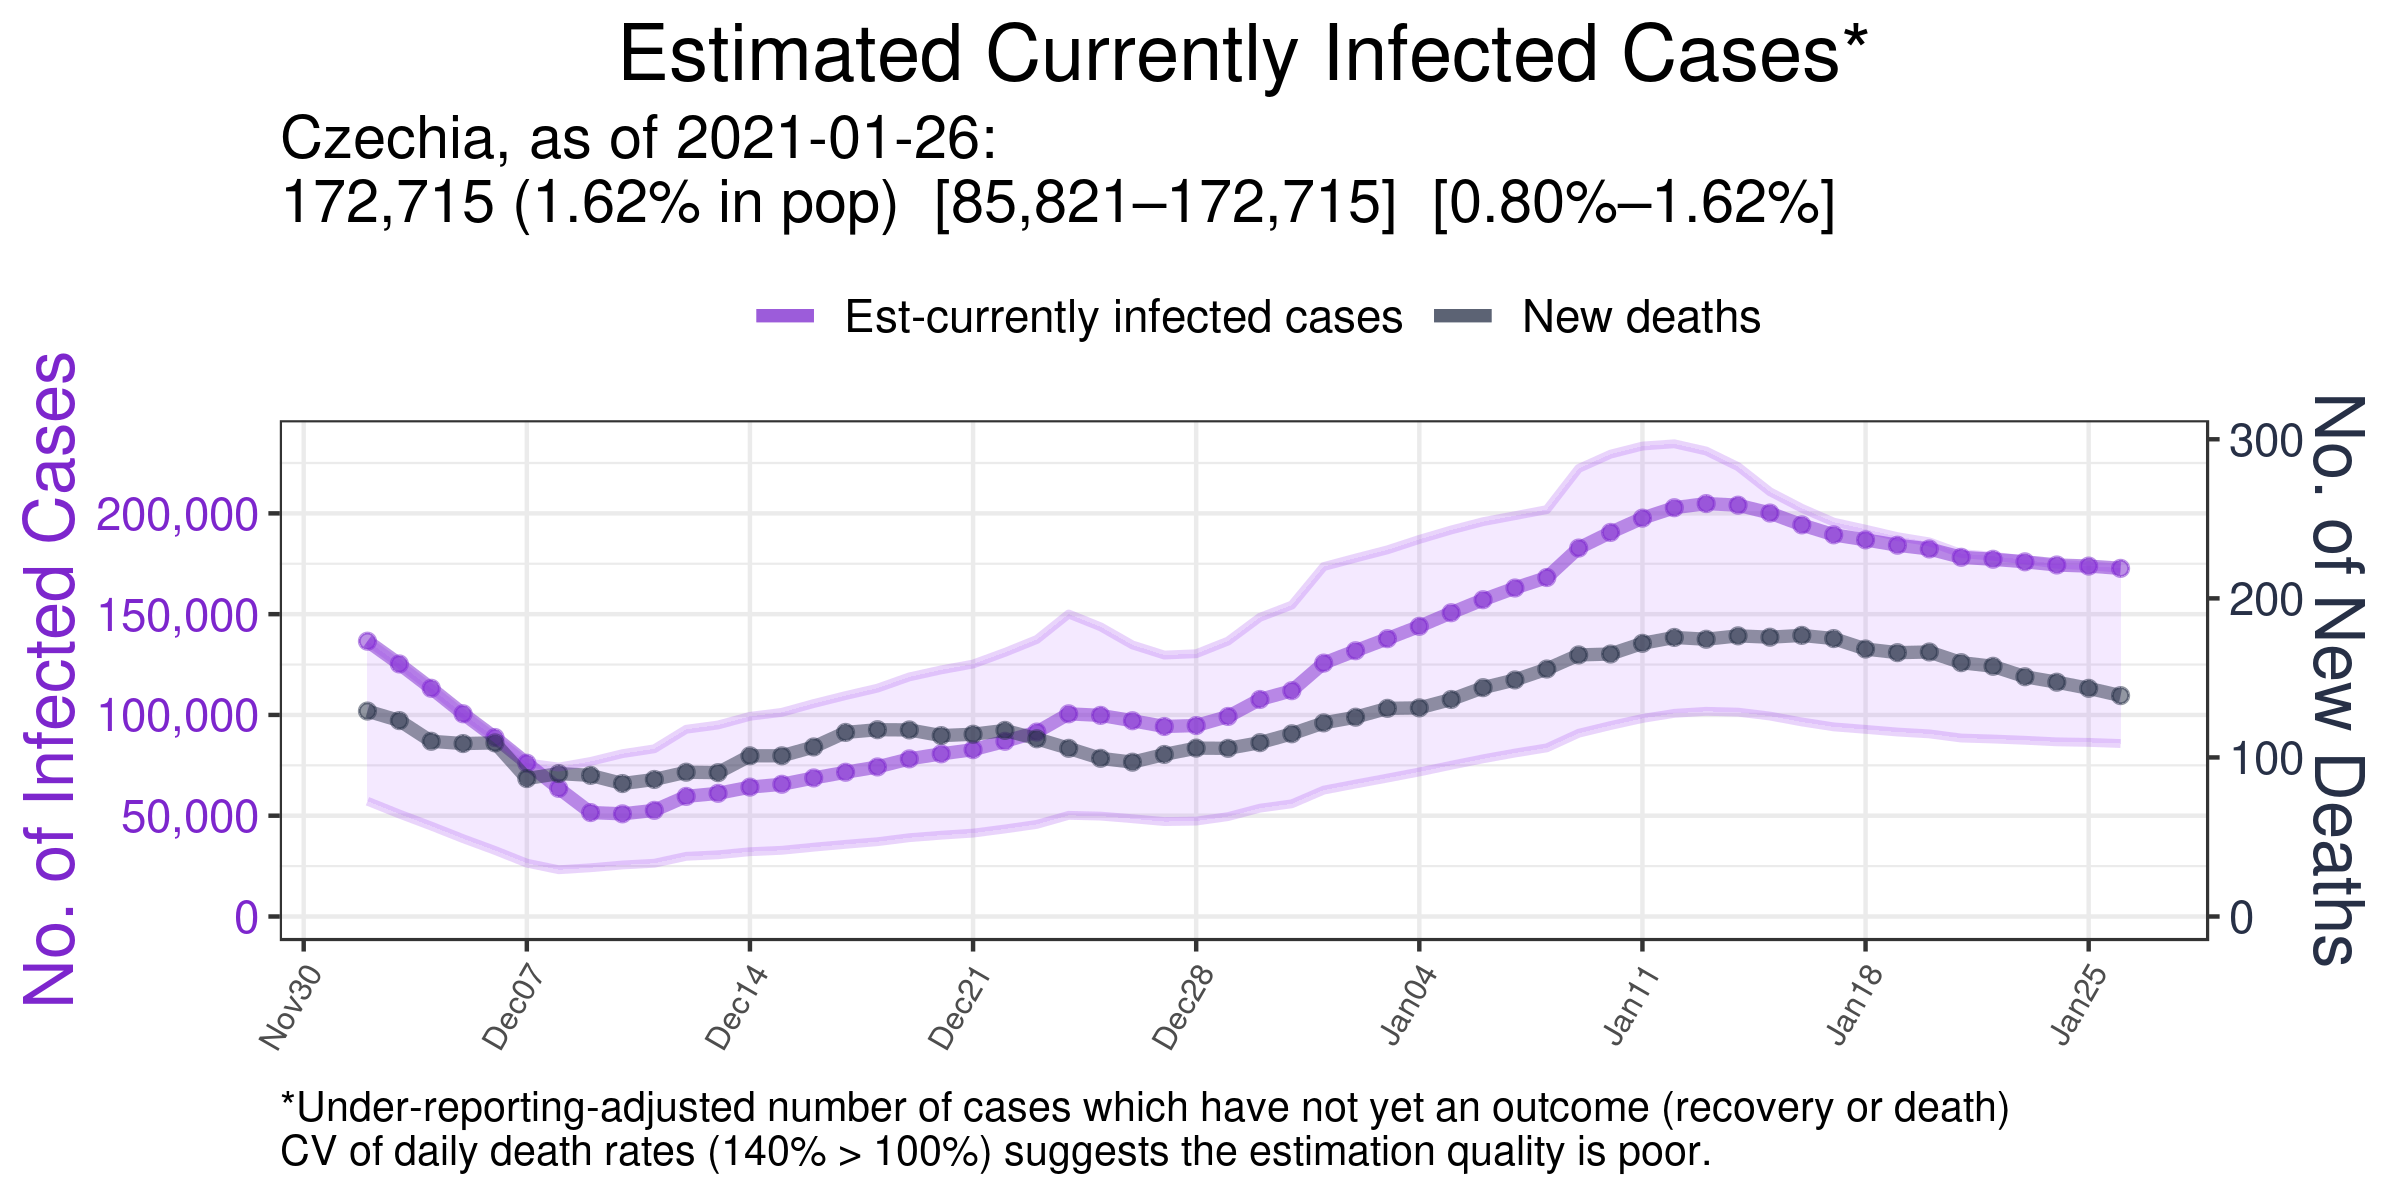 Estimated Currently Infected Cases*
Czechia, as of 2021-01-26:
172,715 (1.62% in pop)  [85,821–172,715]  [0.80%–1.62%]
Est-currently infected cases
New deaths
No. of Infected Cases
200,000
150,000
100,000
50,000
0
300
200
100
0
No. of New Deaths
Nov30
Dec07
Dec14
Dec21
Dec28
Jan04
Jan11
Jan18
Jan25
*Under-reporting-adjusted number of cases which have not yet an outcome (recovery or death)
CV of daily death rates (140% > 100%) suggests the estimation quality is poor.